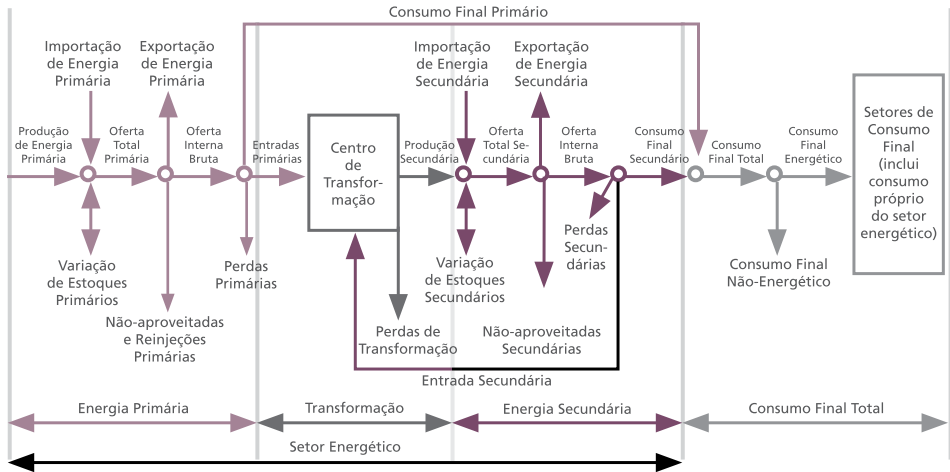 Consumo Final Primário
Importação
de Energia
Primária
Exportação
de Energia
Primária
Importação
de Energia
Secundária
Exportação
de Energia
Secundária
Produção
de Energia
Primária
Oferta
Total
Primária
Oferta
Interna
Bruta
Entradas
Primárias
Centro
de
Transfor-
mação
Produção
Secundária
Oferta
Total Se-
cundária
Oferta
Interna
Bruta
Consumo
Final
Secundário
Consumo
Final Total
Consumo
Final
Energético
Setores de
Consumo
Final
(inclui
consumo
próprio
do setor
energético)
Variação
de Estoques
Primários
Não-aproveitadas
e Reinjeções
Primárias
Perdas
Primárias
Perdas de
Transformação
Variação
de Estoques
Secundários
Não-aproveitadas
Secundárias
Perdas
Secun-
dárias
Consumo Final
Não-Energético
Entrada Secundária
Energia Primária
Transformação
Energia Secundária
Consumo Final Total
Setor Energético